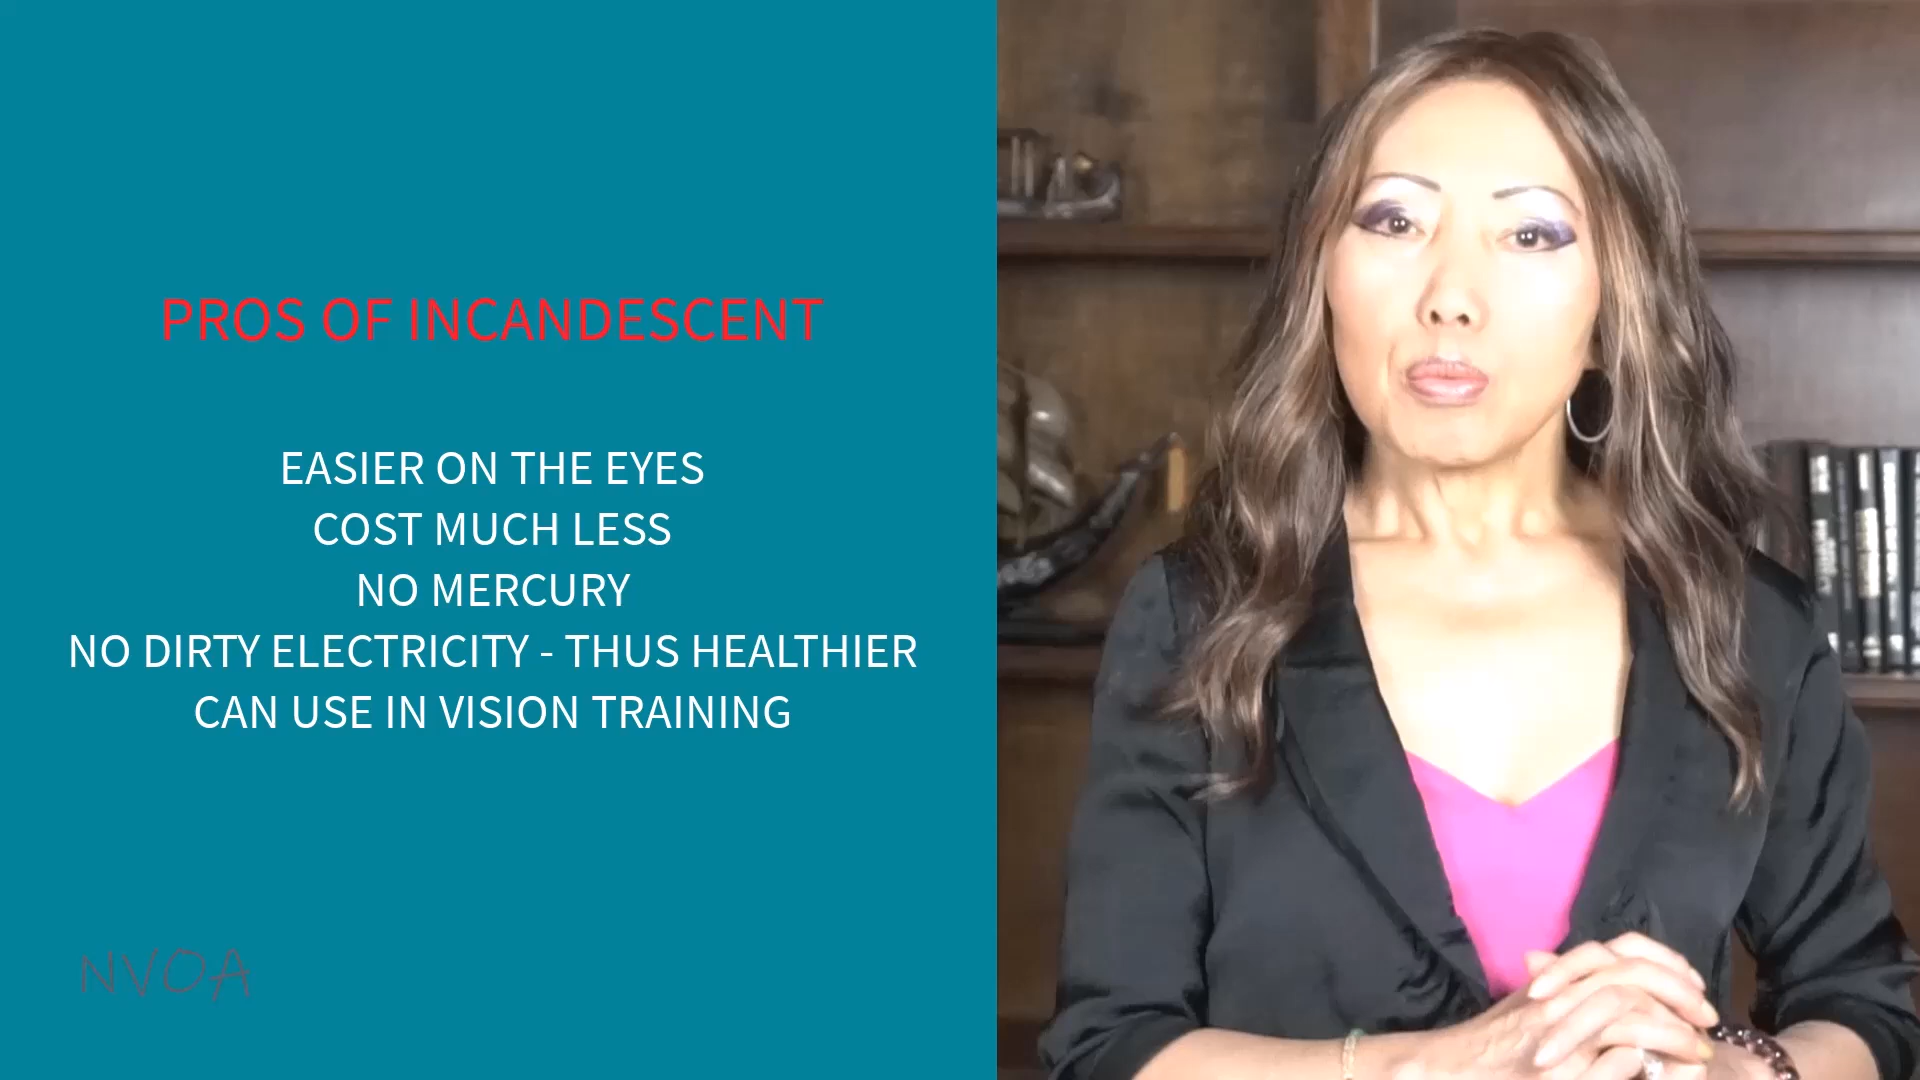 PROS OF INCANDESCENT
EASIER ON THE EYES
COST MUCH LESS
NO MERCURY
NO DIRTY ELECTRICITY - THUS HEALTHIER
CAN USE IN VISION TRAINING
NVOA